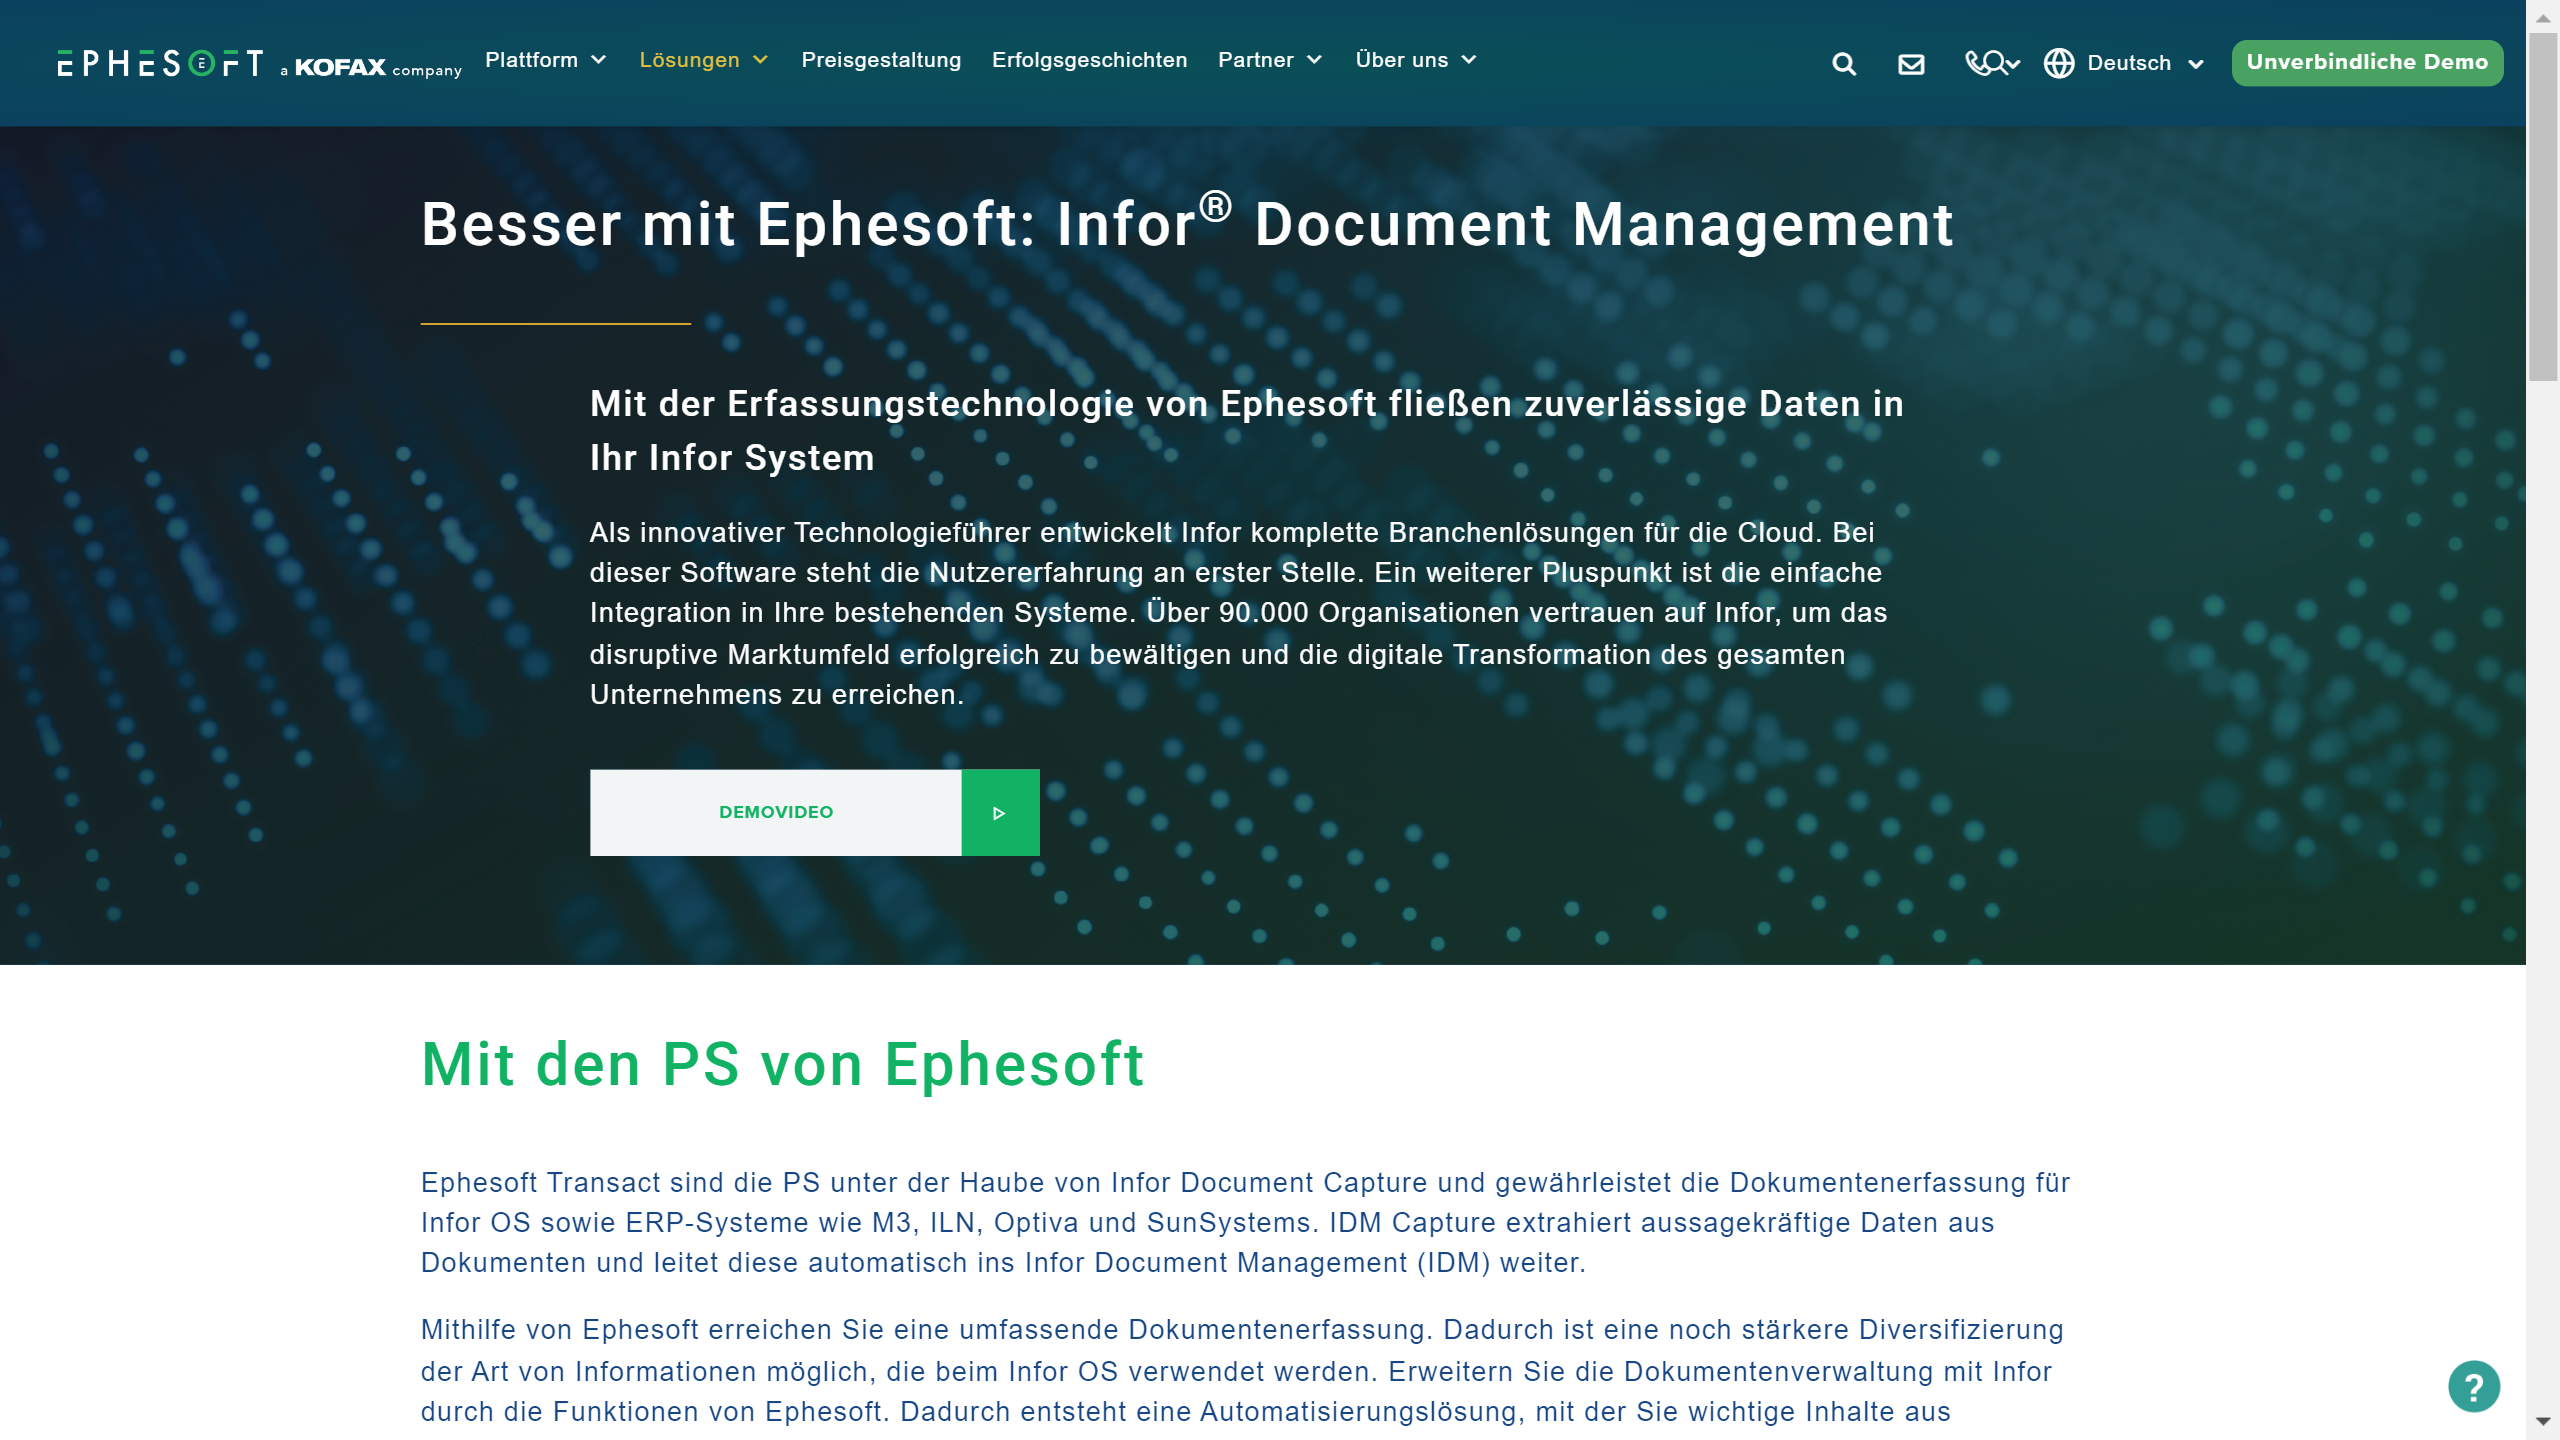 EPHESOFT a KOFAX company
Plattform
Lösungen
Preisgestaltung
Erfolgsgeschichten
Partner
Über uns
Deutsch
Unverbindliche Demo
Besser mit Ephesoft: Infor® Document Management
Mit der Erfassungstechnologie von Ephesoft fließen zuverlässige Daten in
Ihr Infor System
Als innovativer Technologieführer entwickelt Infor komplette Branchenlösungen für die Cloud. Bei
dieser Software steht die Nutzererfahrung an erster Stelle. Ein weiterer Pluspunkt ist die einfache
Integration in Ihre bestehenden Systeme. Über 90.000 Organisationen vertrauen auf Infor, um das
disruptive Marktumfeld erfolgreich zu bewältigen und die digitale Transformation des gesamten
Unternehmens zu erreichen.
DEMOVIDEO
Mit den PS von Ephesoft
Ephesoft Transact sind die PS unter der Haube von Infor Document Capture und gewährleistet die Dokumentenerfassung für
Infor OS sowie ERP-Systeme wie M3, ILN, Optiva und SunSystems. IDM Capture extrahiert aussagekräftige Daten aus
Dokumenten und leitet diese automatisch ins Infor Document Management (IDM) weiter.
Mithilfe von Ephesoft erreichen Sie eine umfassende Dokumentenerfassung. Dadurch ist eine noch stärkere Diversifizierung
der Art von Informationen möglich, die beim Infor OS verwendet werden. Erweitern Sie die Dokumentenverwaltung mit Infor
durch die Funktionen von Ephesoft. Dadurch entsteht eine Automatisierungslösung, mit der Sie wichtige Inhalte aus
?